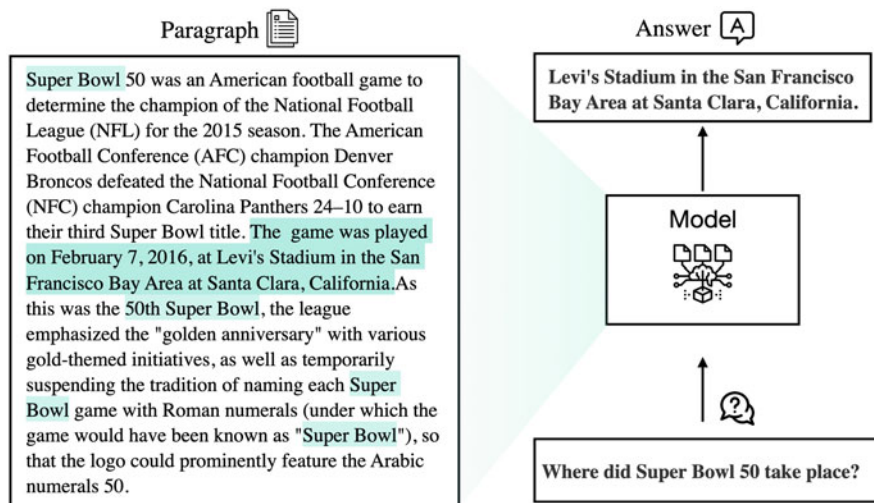 Paragraph
Super Bowl 50 was an American football game to
determine the champion of the National Football
League (NFL) for the 2015 season. The American
Football Conference (AFC) champion Denver
Broncos defeated the National Football Conference
(NFC) champion Carolina Panthers 24–10 to earn
their third Super Bowl title. The game was played
on February 7, 2016, at Levi's Stadium in the San
Francisco Bay Area at Santa Clara, California.As
this was the 50th Super Bowl, the league
emphasized the "golden anniversary" with various
gold-themed initiatives, as well as temporarily
suspending the tradition of naming each Super
Bowl game with Roman numerals (under which the
game would have been known as "Super Bowl"), so
that the logo could prominently feature the Arabic
numerals 50.
Answer A
Levi's Stadium in the San Francisco
Bay Area at Santa Clara, California.
Model
?
Where did Super Bowl 50 take place?